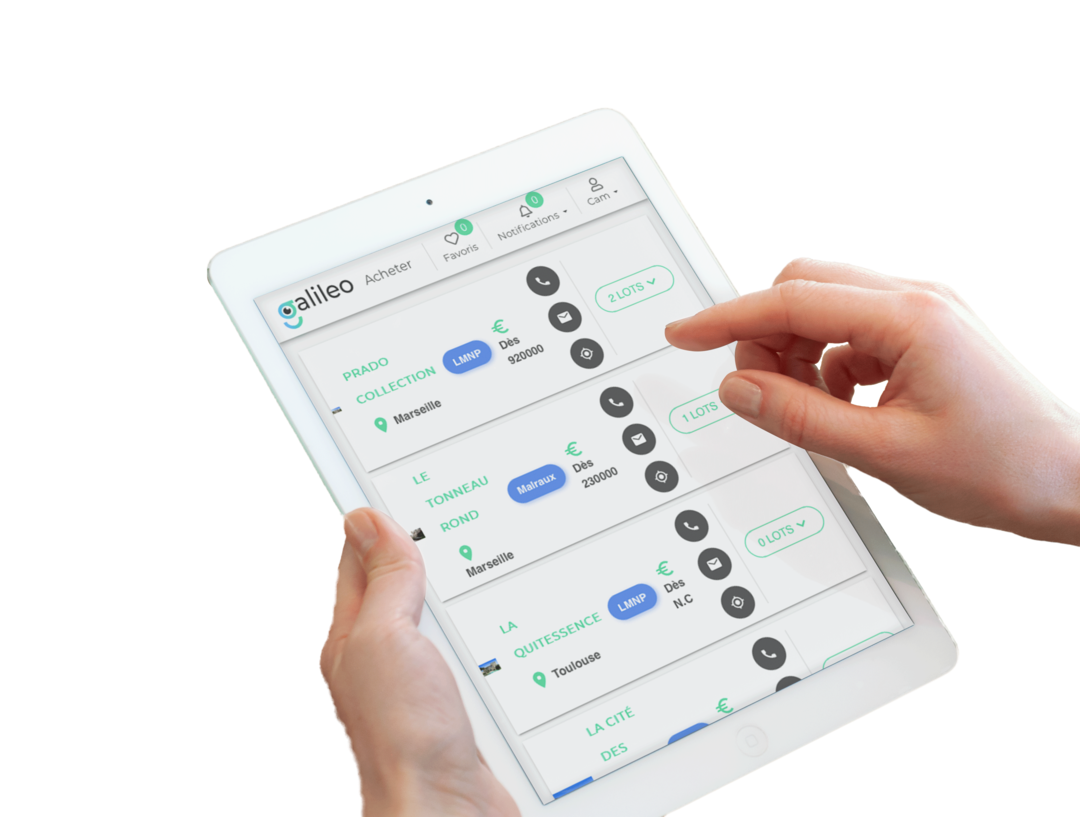 galileo
Acheter
0
Favoris
0
Notifications
Cam
PRADO
COLLECTION
Marseille
LMNP
€
Dès
920000
2 LOTS
LE
TONNEAU
ROND
Marseille
Malraux
€
Dès
230000
1 LOTS
LA
QUITESSENCE
Toulouse
LMNP
€
Dès
N.C
0 LOTS
LA CITÉ
DES
€